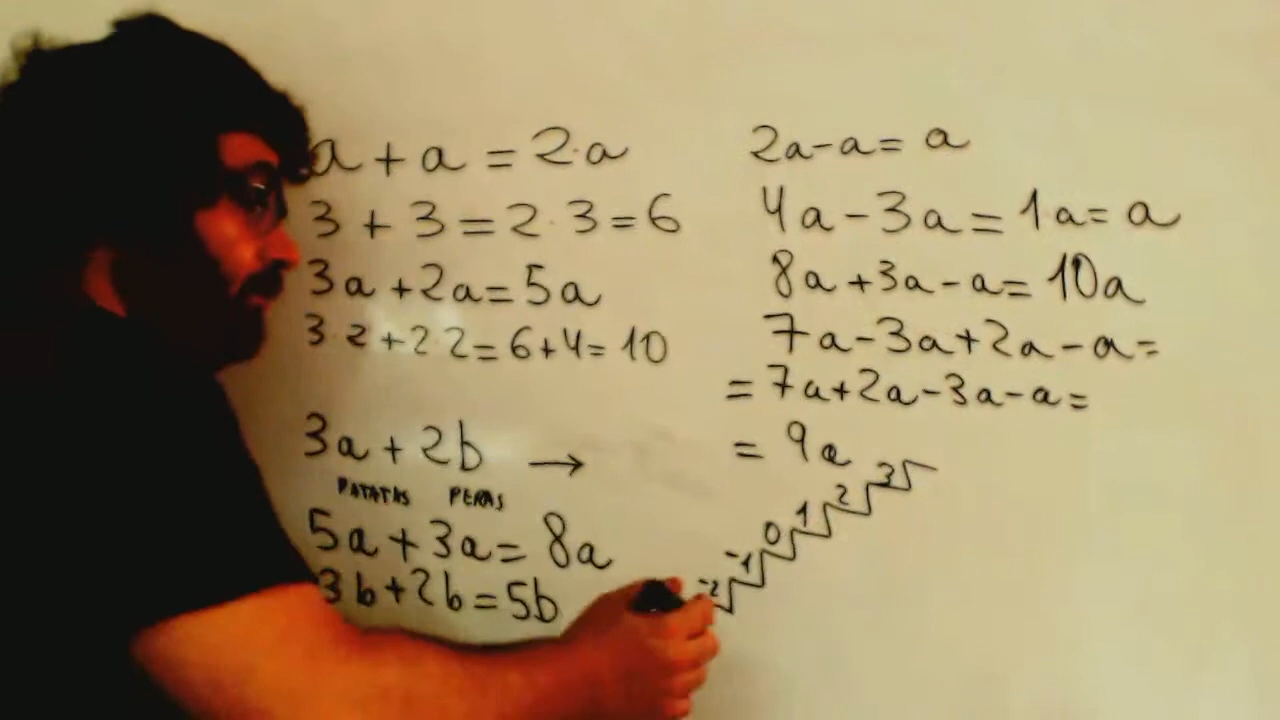 a + a = 2·a
3 + 3 = 2·3 = 6
3a + 2a = 5a
3·2 + 2·2 = 6 + 4 = 10
3a + 2b →
PATATAS PERAS
5a + 3a = 8a
3b + 2b = 5b
2a - a = a
4a - 3a = 1a = a
8a + 3a - a = 10a
7a - 3a + 2a - a =
= 7a + 2a - 3a - a =
= 9a
-2 -1 0 1 2 3